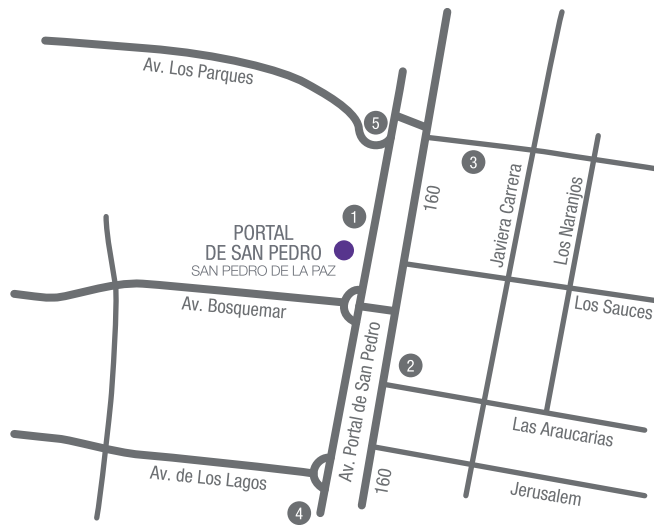 Av. Los Parques
5
3
160
Javiera Carrera
Los Naranjos
1
PORTAL
DE SAN PEDRO
SAN PEDRO DE LA PAZ
Av. Bosquemar
Los Sauces
Av. Portal de San Pedro
2
Las Araucarias
Av. de Los Lagos
160
Jerusalem
4